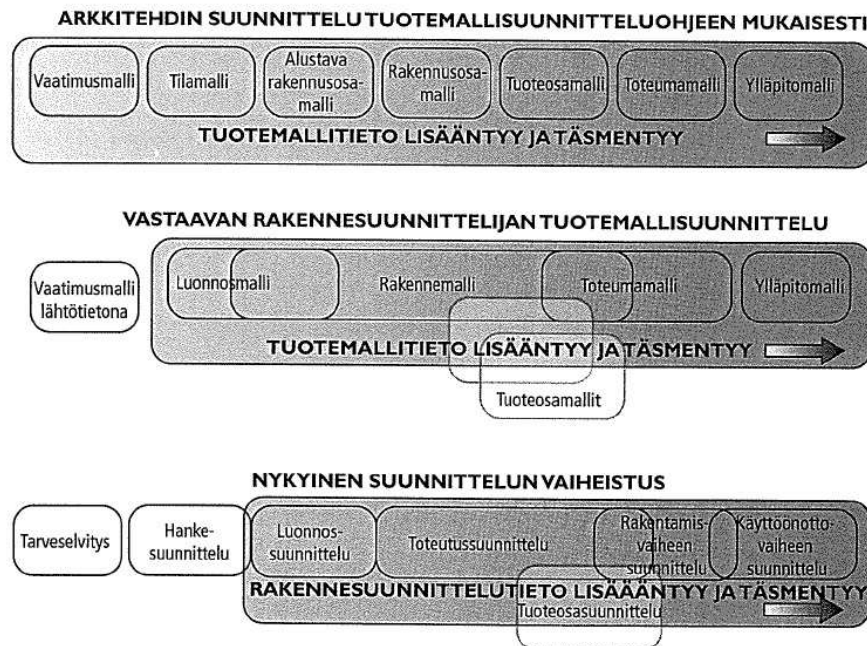 ARKKITEHDIN SUUNNITTELU TUOTEMALLISUUNNITTELUOHJEEN MUKAISESTI
Vaatimusmalli
Tilamalli
Alustava
rakennusosa-
malli
Rakennusosa-
malli
Tuoteosamalli
Toteumamalli
Ylläpitomalli
TUOTEMALLITIETO LISÄÄNTYY JA TÄSMENTYY
VASTAAVAN RAKENNESUUNNITTELIJAN TUOTEMALLISUUNNITTELU
Vaatimusmalli
lähtötietona
Luonnosmalli
Rakennemalli
Toteumamalli
Ylläpitomalli
TUOTEMALLITIETO LISÄÄNTYY JA TÄSMENTYY
Tuoteosamallit
NYKYINEN SUUNNITTELUN VAIHEISTUS
Tarveselvitys
Hanke-
suunnittelu
Luonnos-
suunnittelu
Toteutussuunnittelu
Rakentamis-
vaiheen
suunnittelu
Käyttöönotto-
vaiheen
suunnittelu
RAKENNESUUNNITTELUTIETO LISÄÄÄNTYY JA TÄSMENTYY
Tuoteosasuunnittelu